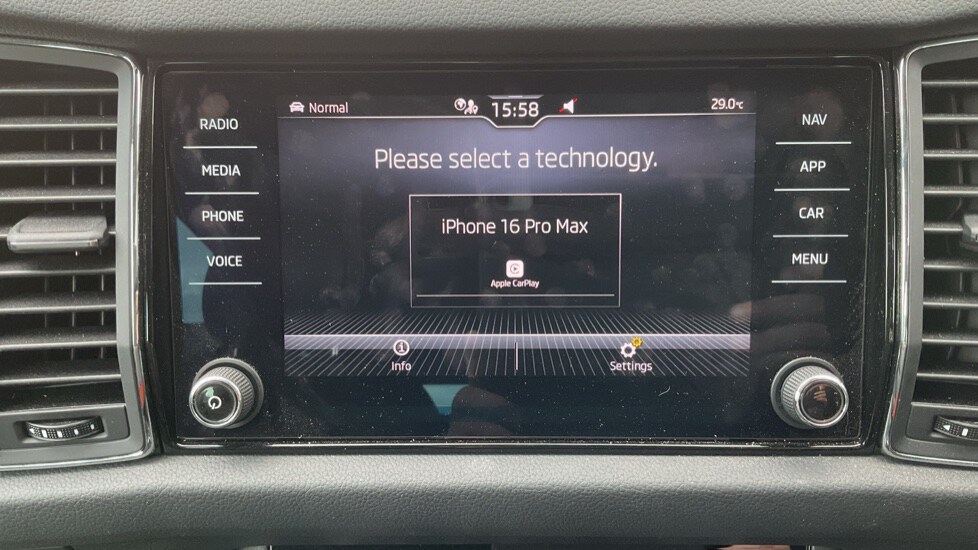 Normal 15:58 29.0°C
RADIO
MEDIA
PHONE
VOICE
Please select a technology.
iPhone 16 Pro Max
Apple CarPlay
Info
Settings
NAV
APP
CAR
MENU